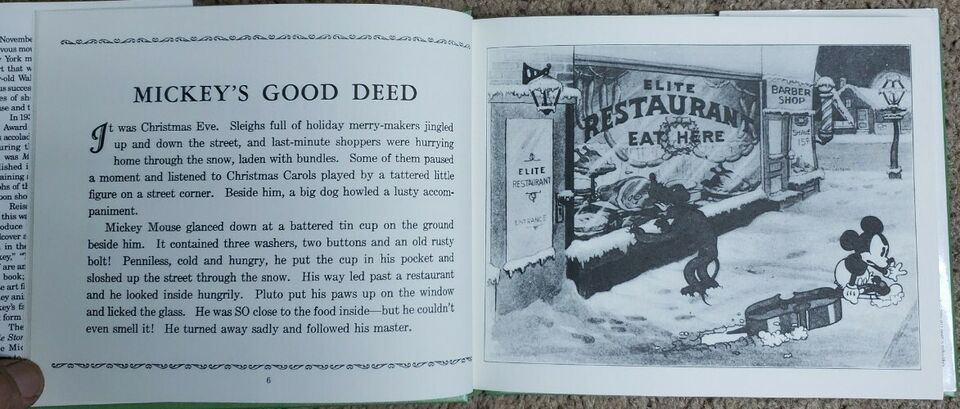 MICKEY'S GOOD DEED
It was Christmas Eve. Sleighs full of holiday merry-makers jingled
up and down the street, and last-minute shoppers were hurrying
home through the snow, laden with bundles. Some of them paused
a moment and listened to Christmas Carols played by a tattered little
figure on a street corner. Beside him, a big dog howled a lusty accom-
paniment.
Mickey Mouse glanced down at a battered tin cup on the ground
beside him. It contained three washers, two buttons and an old rusty
bolt! Penniless, cold and hungry, he put the cup in his pocket and
sloshed up the street through the snow. His way led past a restaurant
and he looked inside hungrily. Pluto put his paws up on the window
and licked the glass. He was SO close to the food inside—but he couldn't
even smell it! He turned away sadly and followed his master.
6
ELITE
RESTAURANT
EAT HERE
BARBER
SHOP
SHAVE
15¢
ELITE
RESTAURANT
ENTRANCE